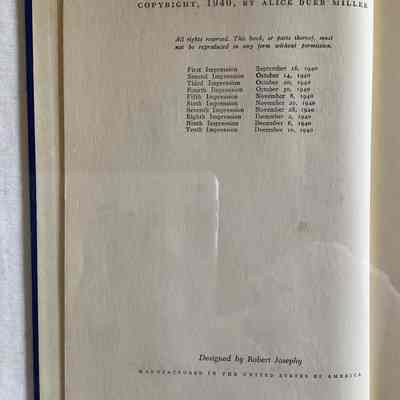 COPYRIGHT, 1940, BY ALICE DUER MILLER
All rights reserved. This book, or parts thereof, must
not be reproduced in any form without permission.
First Impression September 16, 1940
Second Impression October 14, 1940
Third Impression October 20, 1940
Fourth Impression October 30, 1940
Fifth Impression November 8, 1940
Sixth Impression November 20, 1940
Seventh Impression November 28, 1940
Eighth Impression December 2, 1940
Ninth Impression December 6, 1940
Tenth Impression December 10, 1940
Designed by Robert Josephy
MANUFACTURED IN THE UNITED STATES OF AMERICA